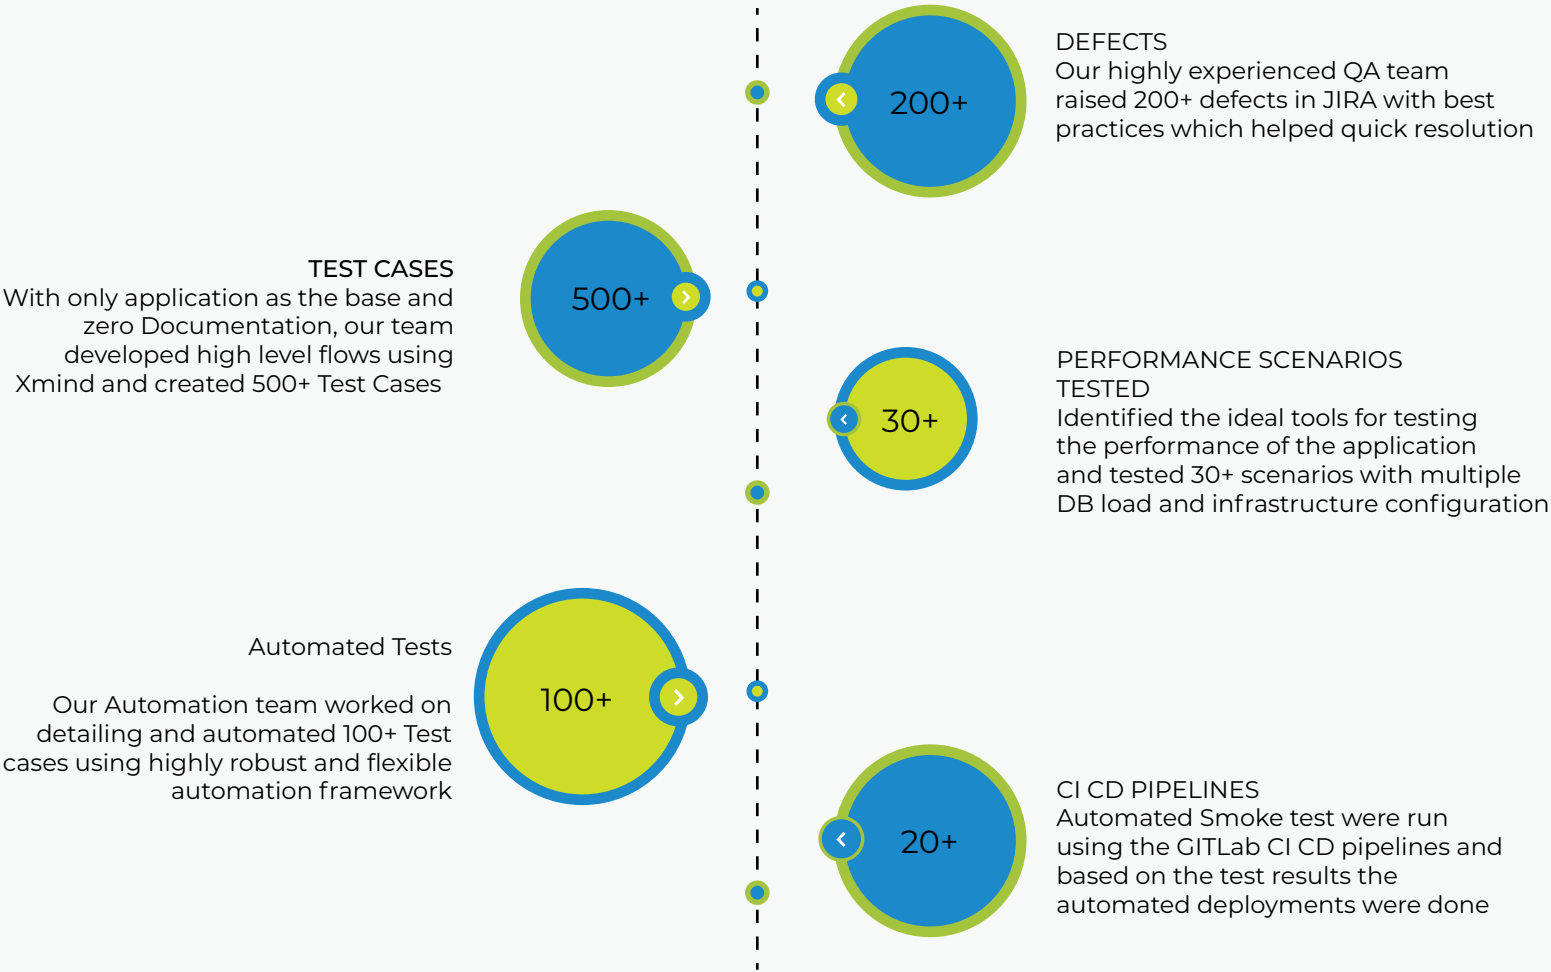 200+
DEFECTS
Our highly experienced QA team
raised 200+ defects in JIRA with best
practices which helped quick resolution
TEST CASES
With only application as the base and
zero Documentation, our team
developed high level flows using
Xmind and created 500+ Test Cases
500+
30+
PERFORMANCE SCENARIOS
TESTED
Identified the ideal tools for testing
the performance of the application
and tested 30+ scenarios with multiple
DB load and infrastructure configuration
Automated Tests
Our Automation team worked on
detailing and automated 100+ Test
cases using highly robust and flexible
automation framework
100+
20+
CI CD PIPELINES
Automated Smoke test were run
using the GITLab CI CD pipelines and
based on the test results the
automated deployments were done